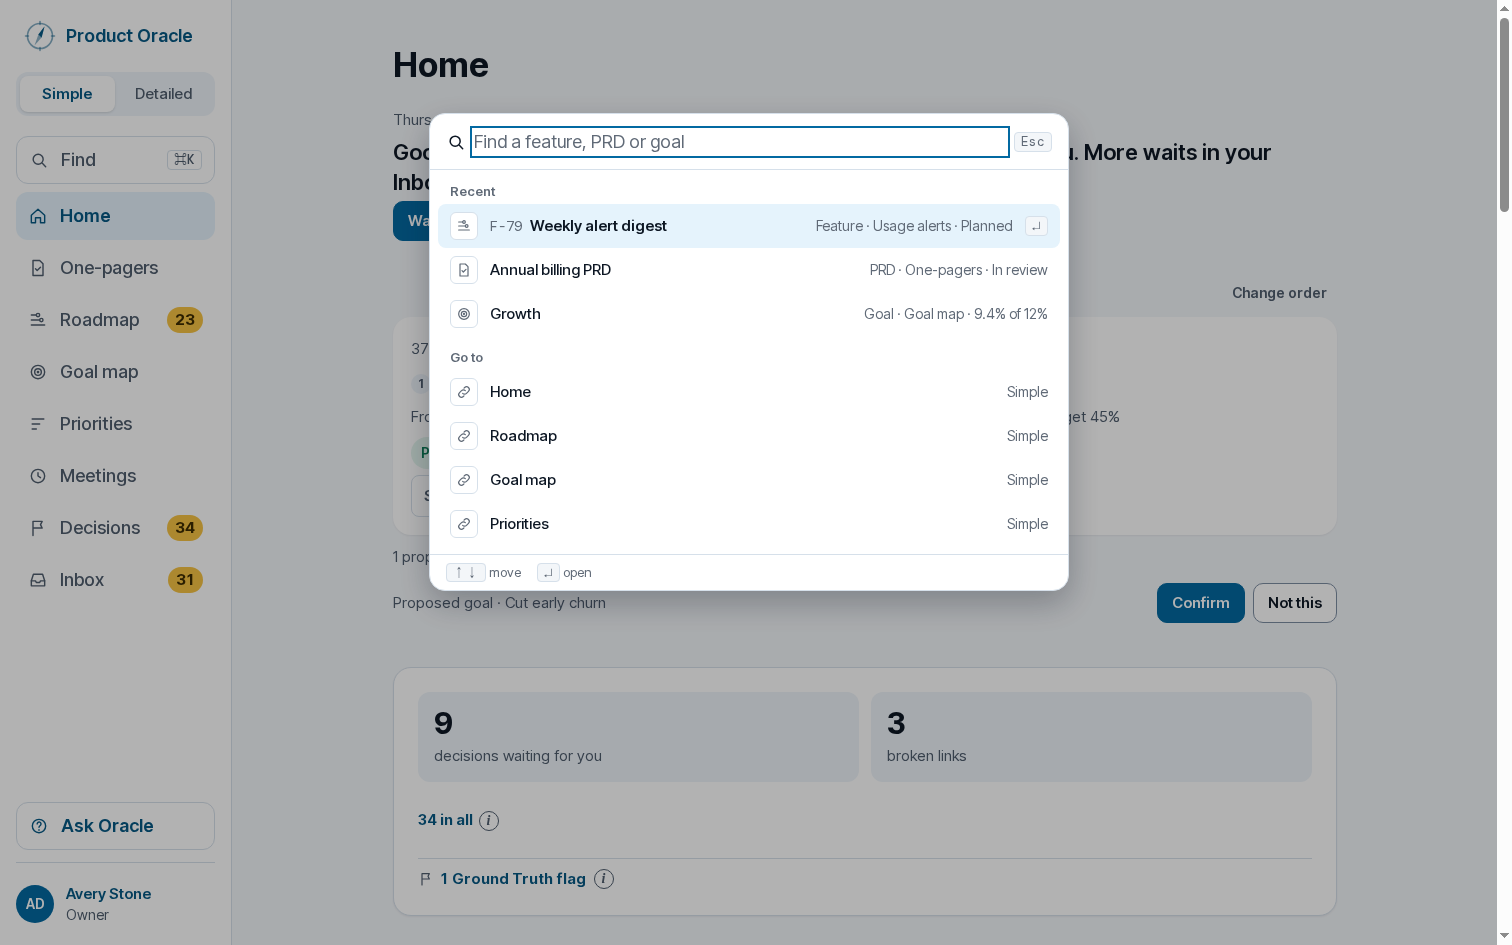 Product Oracle
Simple
Detailed
Find
⌘K
Home
One-pagers
Roadmap
23
Goal map
Priorities
Meetings
Decisions
34
Inbox
31
Ask Oracle
AD
Avery Stone
Owner
Home
More waits in your
Change order
37
1
get 45%
Proposed goal · Cut early churn
Confirm
Not this
9
decisions waiting for you
3
broken links
34 in all
i
1 Ground Truth flag
i
Find a feature, PRD or goal
Esc
Recent
F-79 Weekly alert digest
Feature · Usage alerts · Planned
↵
Annual billing PRD
PRD · One-pagers · In review
Growth
Goal · Goal map · 9.4% of 12%
Go to
Home
Simple
Roadmap
Simple
Goal map
Simple
Priorities
Simple
↑ ↓ move
↵ open